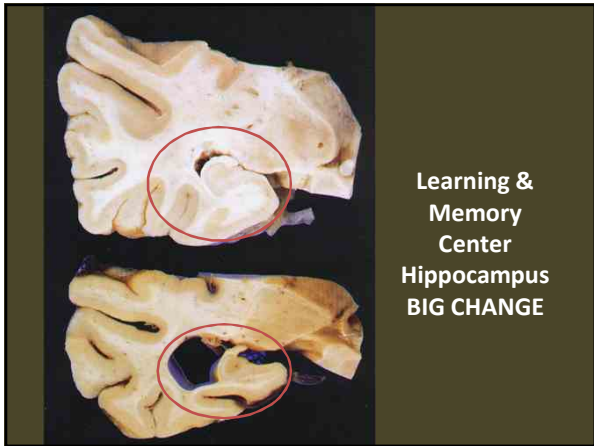 Learning &
Memory
Center
Hippocampus
BIG CHANGE